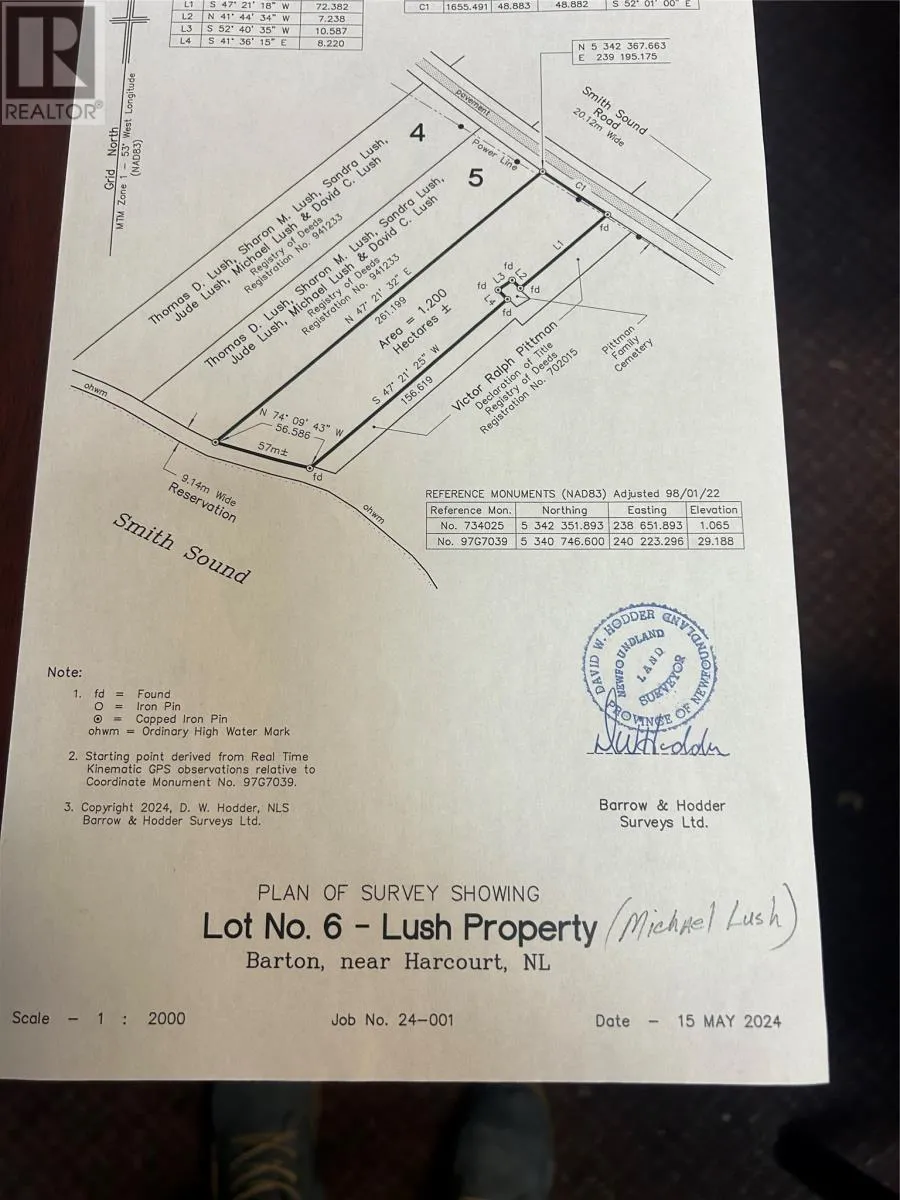 L1 S 47° 21' 18" W 72.382
L2 N 41° 44' 34" W 7.238
L3 S 52° 40' 35" W 10.587
L4 S 41° 36' 15" E 8.220
C1 1655.491 48.883 48.882 S 52° 01' 00" E
REALTOR®
Grid North
MTM Zone 1 - 53° West Longitude
(NAD83)
N 5 342 367.663
E 239 195.175
Smith Sound
Road
20.12m Wide
pavement
Power Line
4
5
C1
fd
L1
Thomas D. Lush, Sharon M. Lush, Sandra Lush,
Jude Lush, Michael Lush & David C. Lush
Registry of Deeds
Registration No. 941233
Thomas D. Lush, Sharon M. Lush, Sandra Lush,
Jude Lush, Michael Lush & David C. Lush
Registry of Deeds
Registration No. 941233
N 47° 21' 32" E
261.199
Area = 1.200
Hectares ±
fd
L3
L2
fd
fd
L4
fd
S 47° 21' 25" W
156.619
Victor Ralph Pittman
Declaration of Title
Registry of Deeds
Registration No. 702015
Pittman
Family
Cemetery
ohwm
N 74° 09' 43" W
56.586
57m±
fd
9.14m Wide
Reservation
ohwm
Smith Sound
REFERENCE MONUMENTS (NAD83) Adjusted 98/01/22
Reference Mon. Northing Easting Elevation
No. 734025 5 342 351.893 238 651.893 1.065
No. 97G7039 5 340 746.600 240 223.296 29.188
DAVID W. HODDER
NEWFOUNDLAND
LAND
SURVEYOR
PROVINCE OF NEWFOUNDLAND
DWHodder
Note:
1. fd = Found
O = Iron Pin
⊙ = Capped Iron Pin
ohwm = Ordinary High Water Mark
2. Starting point derived from Real Time
Kinematic GPS observations relative to
Coordinate Monument No. 97G7039.
3. Copyright 2024, D. W. Hodder, NLS
Barrow & Hodder Surveys Ltd.
Barrow & Hodder
Surveys Ltd.
PLAN OF SURVEY SHOWING
Lot No. 6 - Lush Property (Michael Lush)
Barton, near Harcourt, NL
Scale - 1 : 2000 Job No. 24-001 Date - 15 MAY 2024